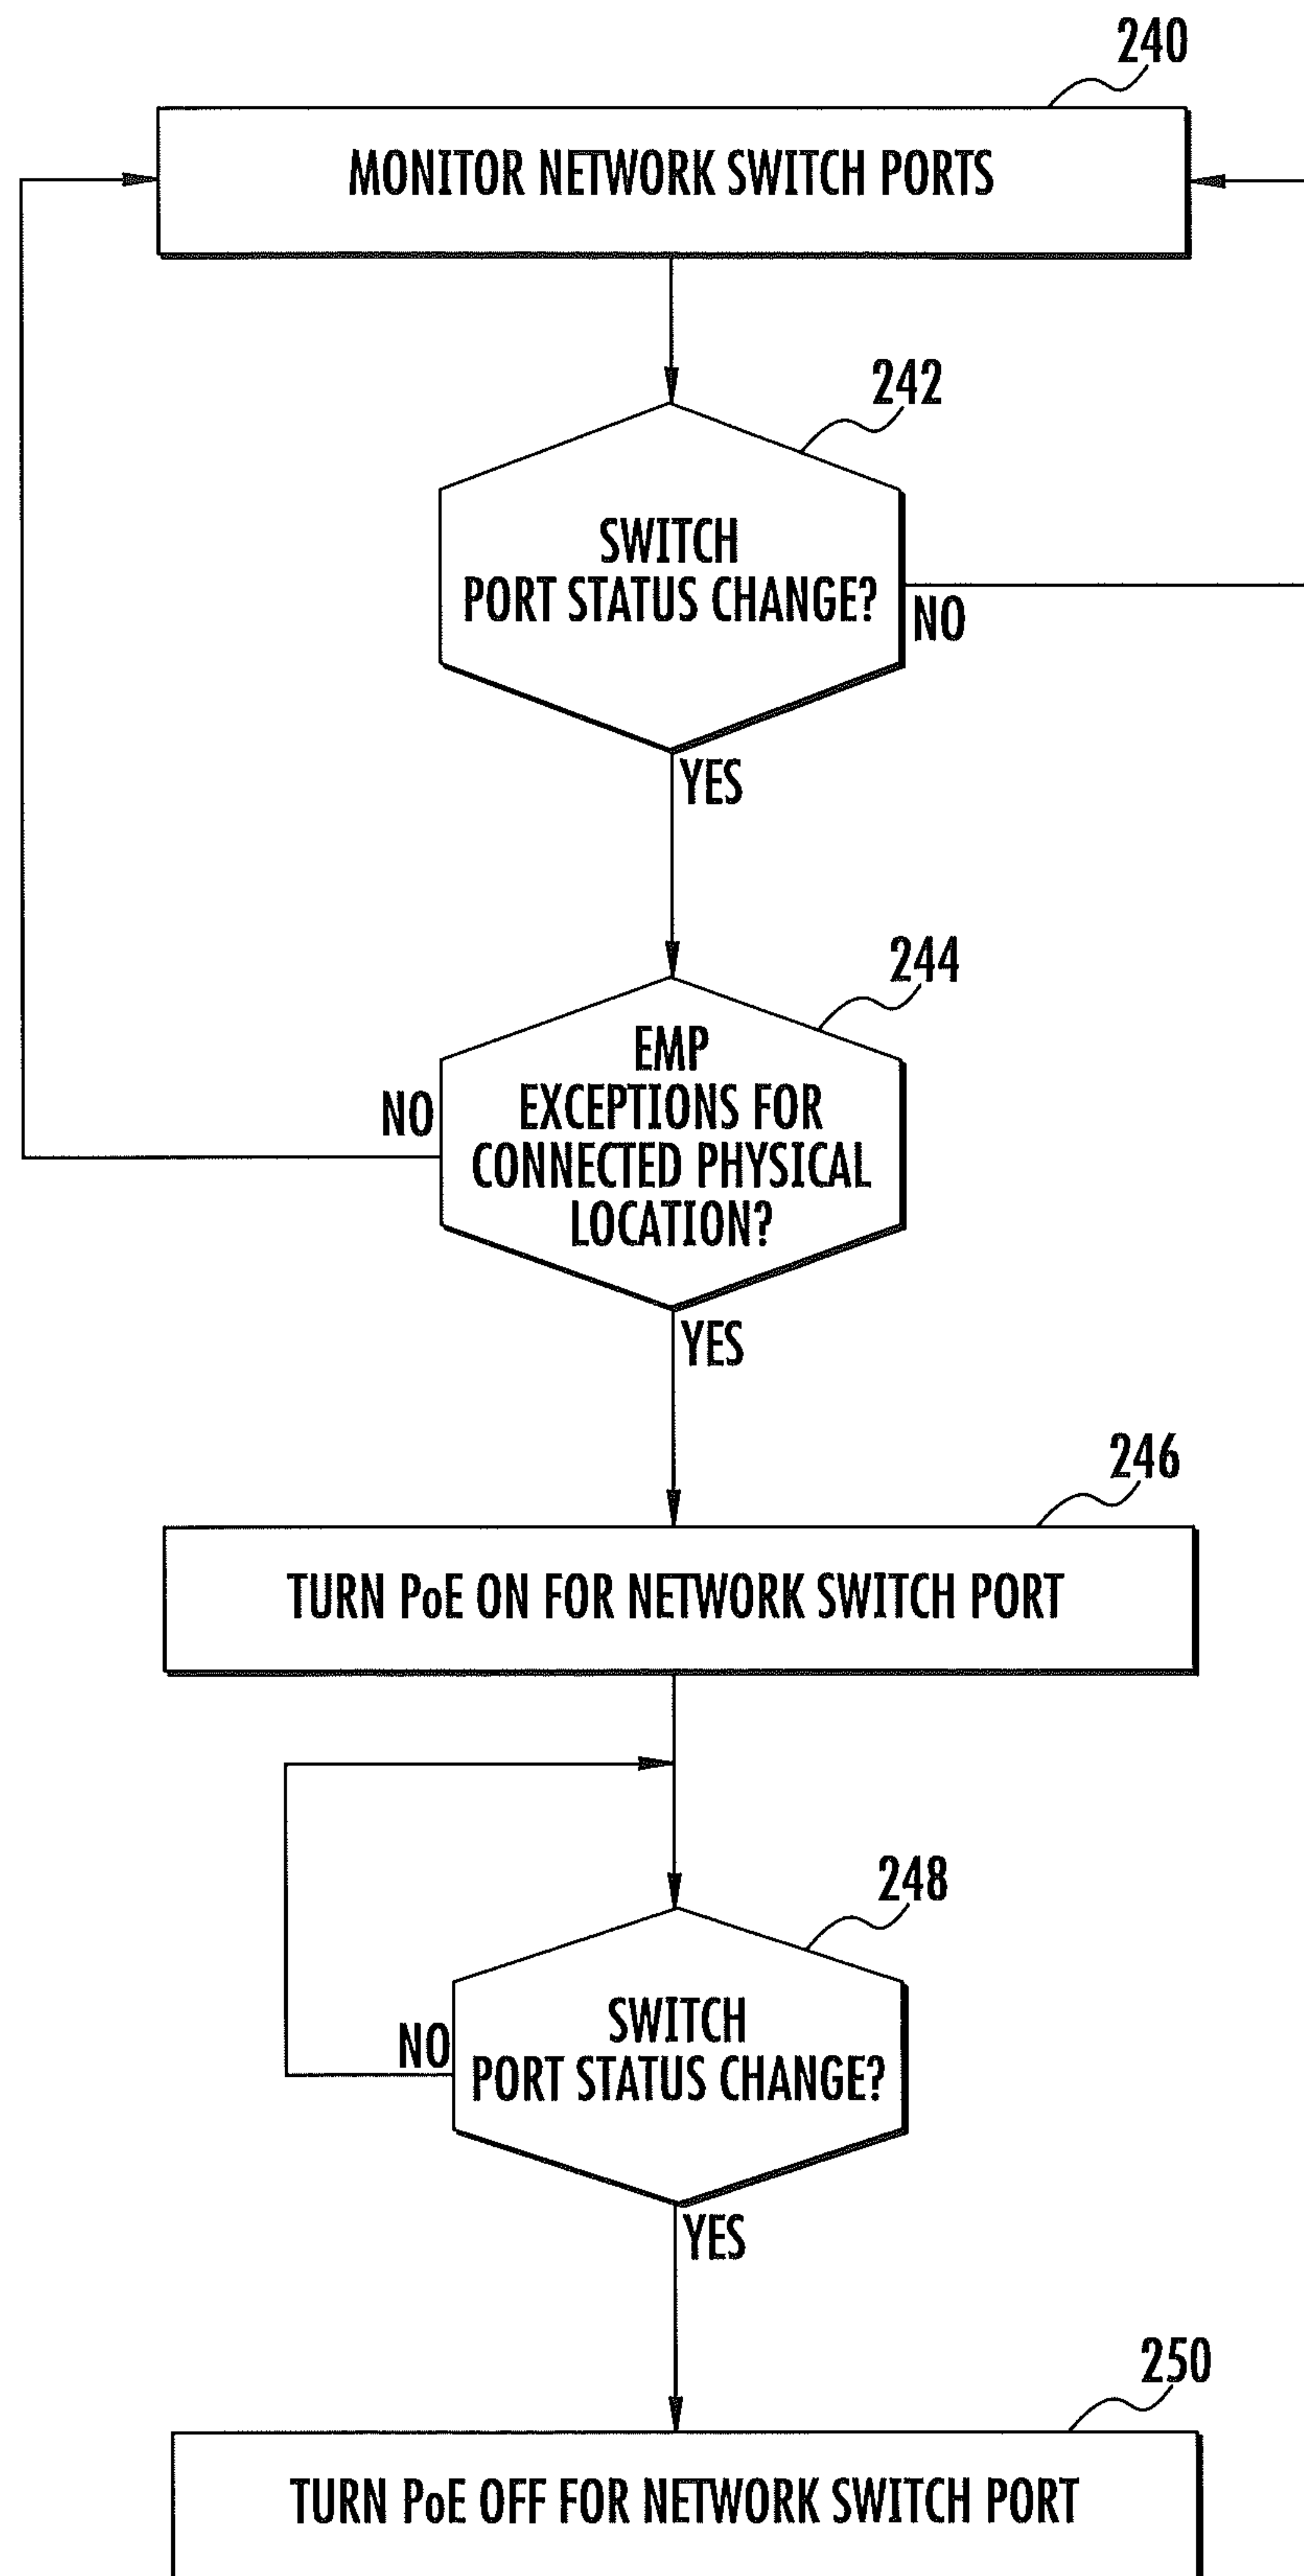 240
MONITOR NETWORK SWITCH PORTS
242
SWITCH
PORT STATUS CHANGE?
NO
YES
244
EMP
EXCEPTIONS FOR
CONNECTED PHYSICAL
LOCATION?
NO
YES
246
TURN PoE ON FOR NETWORK SWITCH PORT
248
SWITCH
PORT STATUS CHANGE?
NO
YES
250
TURN PoE OFF FOR NETWORK SWITCH PORT